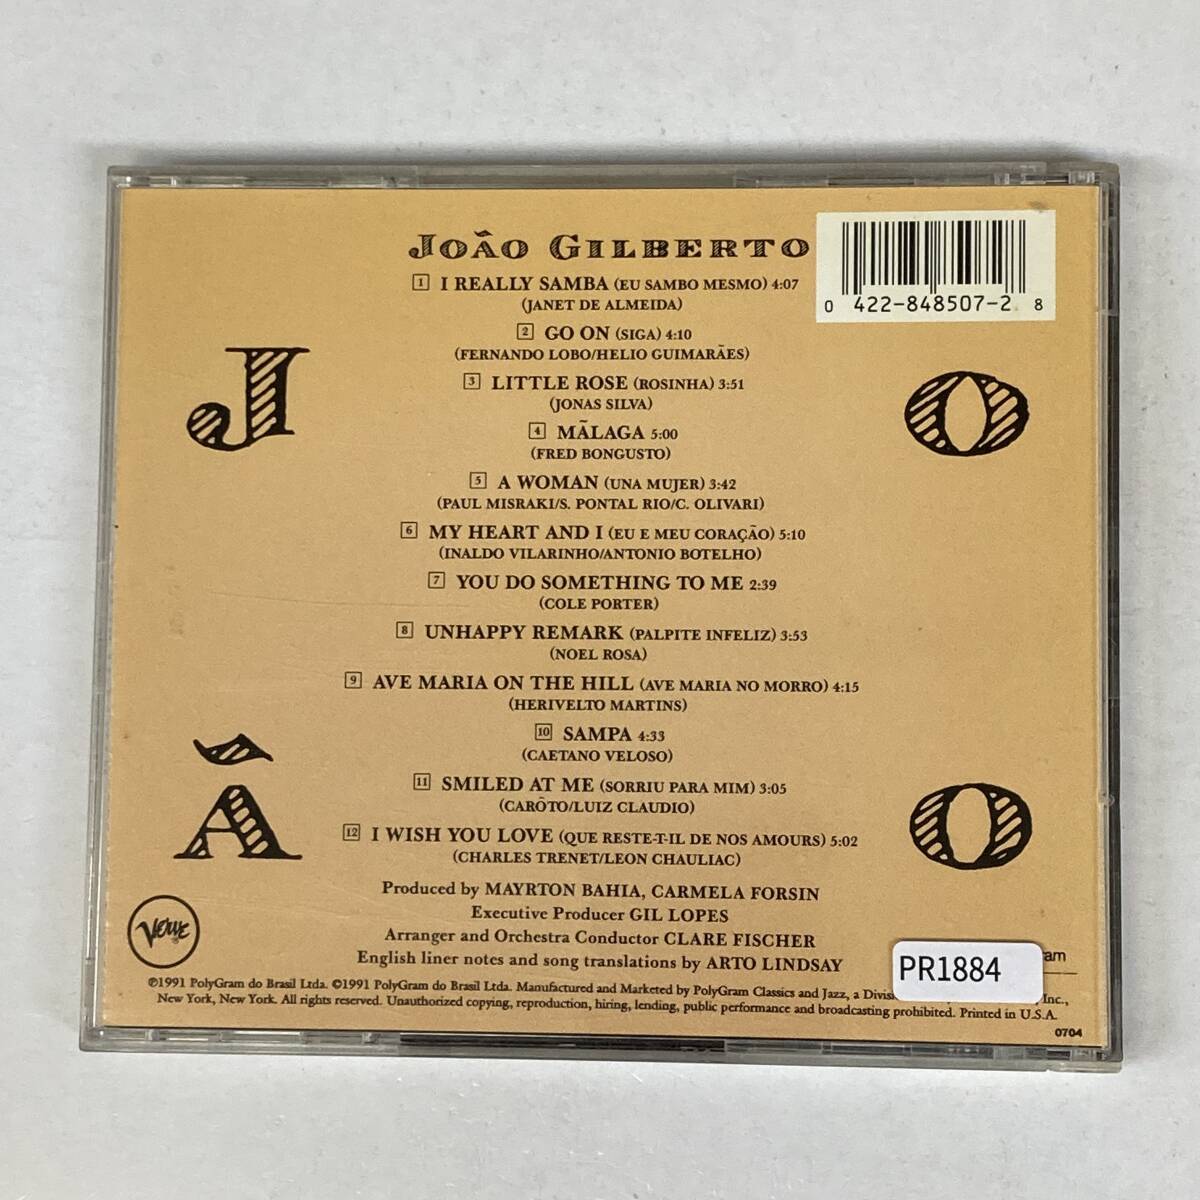 JOÃO GILBERTO
1 I REALLY SAMBA (EU SAMBO MESMO) 4:07
(JANET DE ALMEIDA)
2 GO ON (SIGA) 4:10
(FERNANDO LOBO/HELIO GUIMARÃES)
3 LITTLE ROSE (ROSINHA) 3:51
(JONAS SILVA)
4 MÃLAGA 5:00
(FRED BONGUSTO)
5 A WOMAN (UNA MUJER) 3:42
(PAUL MISRAKI/S. PONTAL RIO/C. OLIVARI)
6 MY HEART AND I (EU E MEU CORAÇÃO) 5:10
(INALDO VILARINHO/ANTONIO BOTELHO)
7 YOU DO SOMETHING TO ME 2:39
(COLE PORTER)
8 UNHAPPY REMARK (PALPITE INFELIZ) 3:53
(NOEL ROSA)
9 AVE MARIA ON THE HILL (AVE MARIA NO MORRO) 4:15
(HERIVELTO MARTINS)
10 SAMPA 4:33
(CAETANO VELOSO)
11 SMILED AT ME (SORRIU PARA MIM) 3:05
(CARÔTO/LUIZ CLAUDIO)
12 I WISH YOU LOVE (QUE RESTE-T-IL DE NOS AMOURS) 5:02
(CHARLES TRENET/LEON CHAULIAC)
Produced by MAYRTON BAHIA, CARMELA FORSIN
Executive Producer GIL LOPES
Arranger and Orchestra Conductor CLARE FISCHER
English liner notes and song translations by ARTO LINDSAY
℗1991 PolyGram do Brasil Ltda. ©1991 PolyGram do Brasil Ltda. Manufactured and Marketed by PolyGram Classics and Jazz, a Divisi Inc.,
New York, New York. All rights reserved. Unauthorized copying, reproduction, hiring, lending, public performance and broadcasting prohibited. Printed in U.S.A.
0704
J O
Ã O
0 422-848507-2 8
VERVE
PR1884
ram